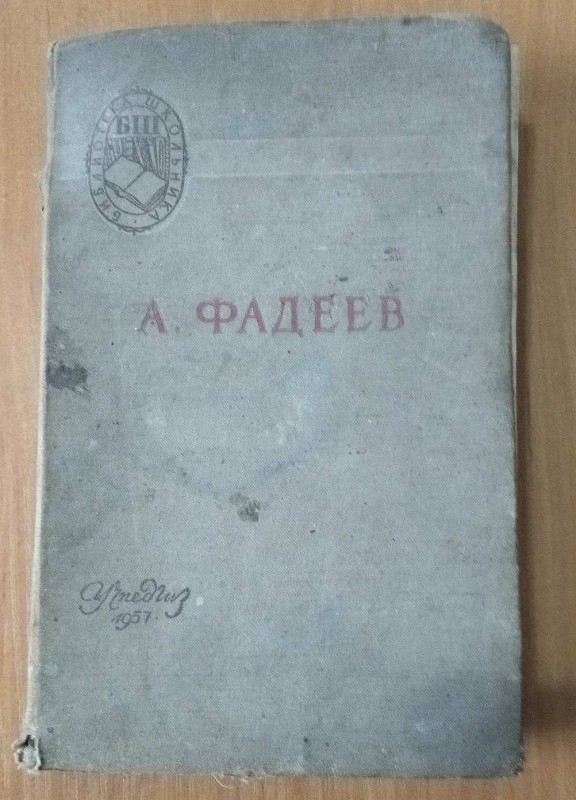 БИБЛИОТЕКА ШКОЛЬНИКА
БШ
А. ФАДЕЕВ
Учпедгиз
1957.